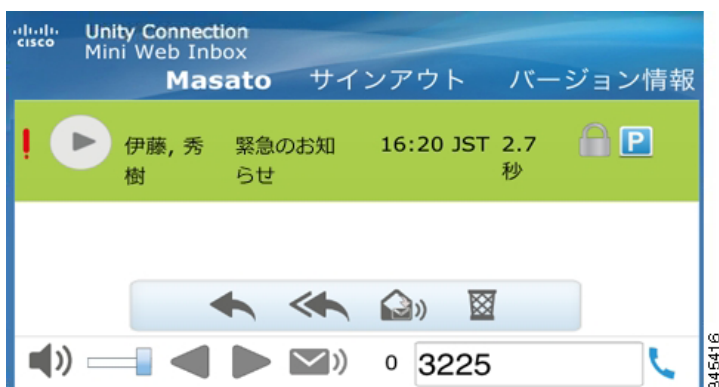 cisco
Unity Connection
Mini Web Inbox
Masato サインアウト バージョン情報
伊藤, 秀樹 緊急のお知らせ 16:20 JST 2.7秒 P
0 3225
345416